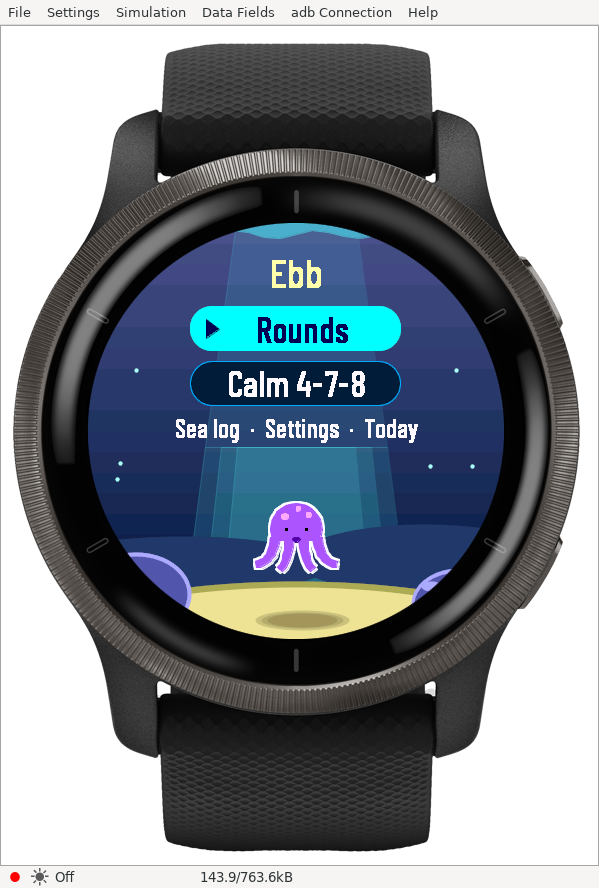 File Settings Simulation Data Fields adb Connection Help
Ebb
Rounds
Calm 4-7-8
Sea log · Settings · Today
Off 143.9/763.6kB